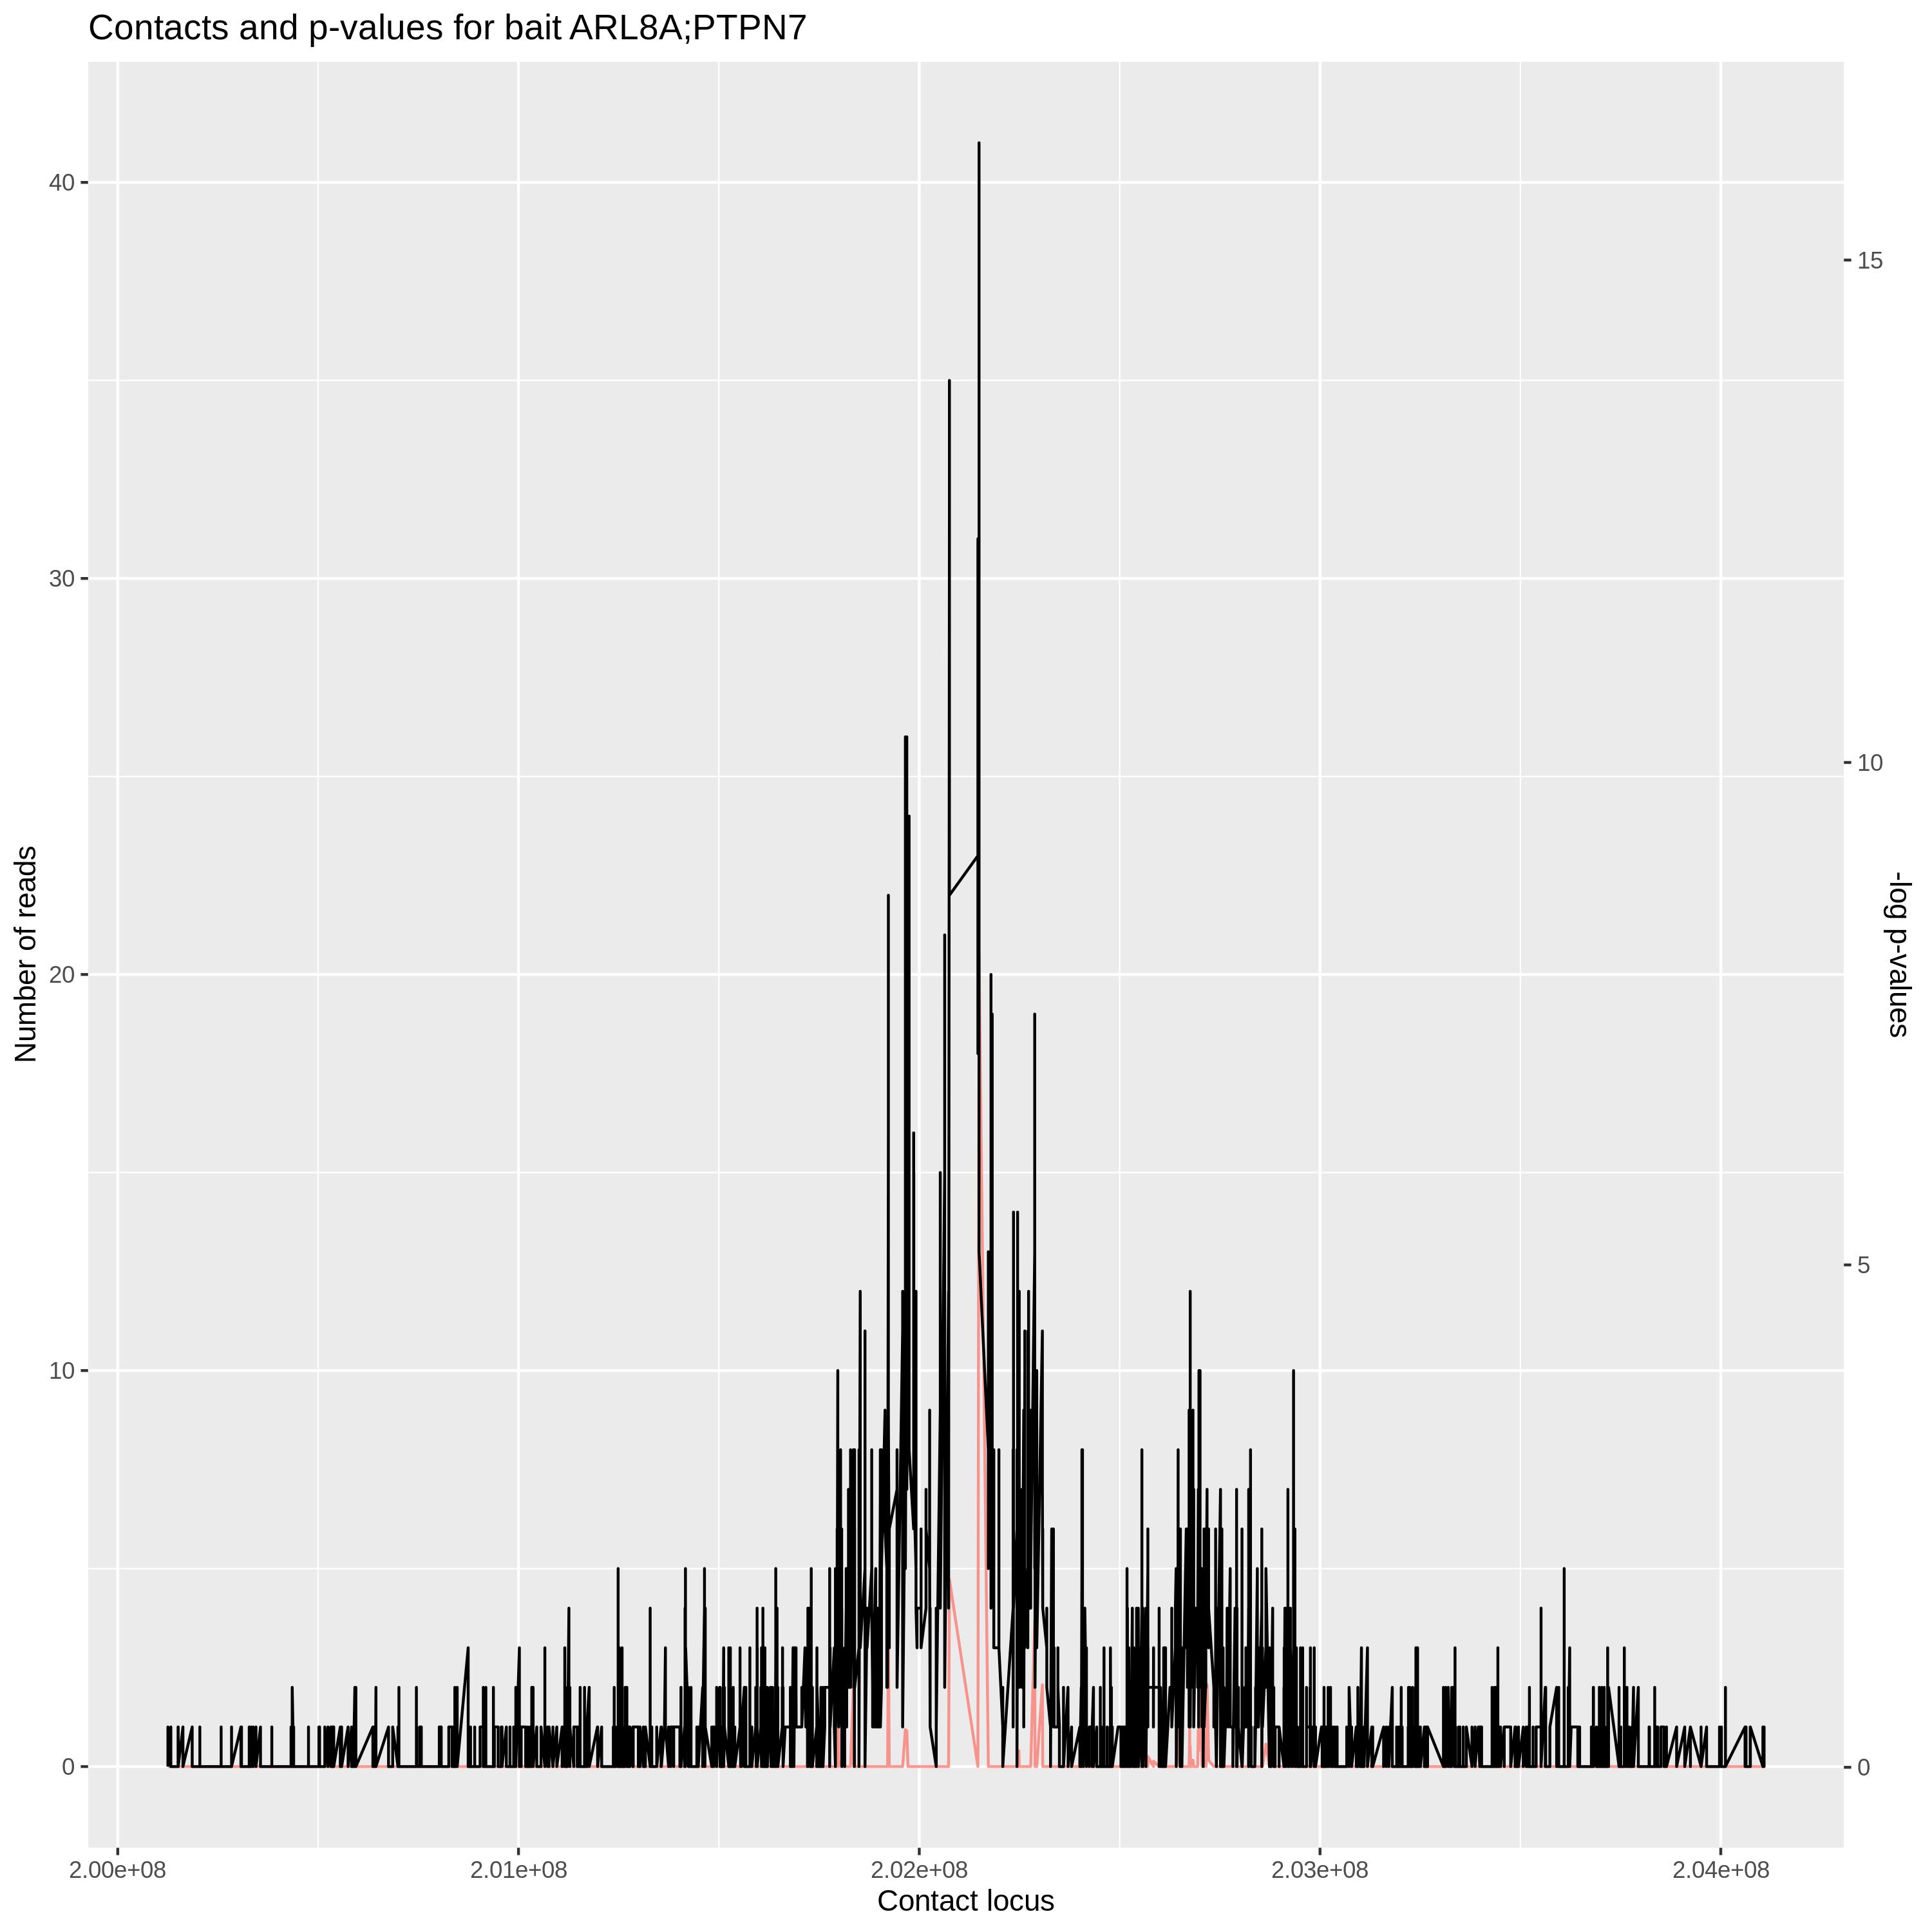 Contacts and p-values for bait ARL8A;PTPN7
40
30
20
10
0
Number of reads
15
10
5
0
-log p-values
2.00e+08
2.01e+08
2.02e+08
2.03e+08
2.04e+08
Contact locus